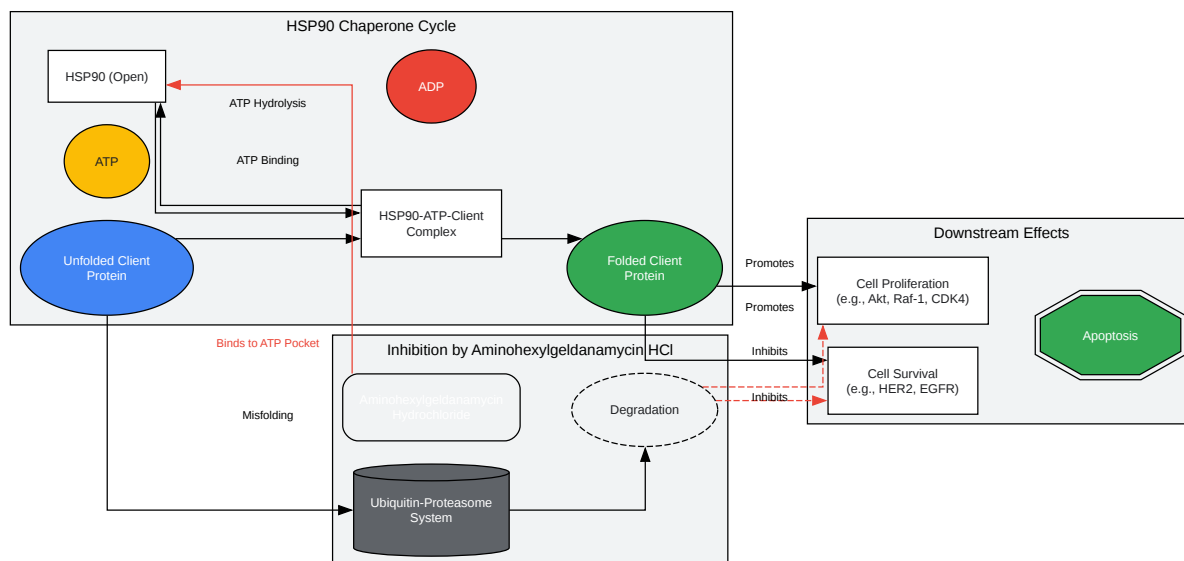 HSP90 Chaperone Cycle
HSP90 (Open)
ADP
ATP Hydrolysis
ATP
ATP Binding
HSP90-ATP-Client
Complex
Unfolded Client
Protein
Folded Client
Protein
Promotes
Promotes
Downstream Effects
Cell Proliferation
(e.g., Akt, Raf-1, CDK4)
Apoptosis
Binds to ATP Pocket
Inhibition by Aminohexylgeldanamycin HCl
Inhibits
Cell Survival
(e.g., HER2, EGFR)
Inhibits
Aminohexylgeldanamycin
Hydrochloride
Degradation
Misfolding
Ubiquitin-Proteasome
System